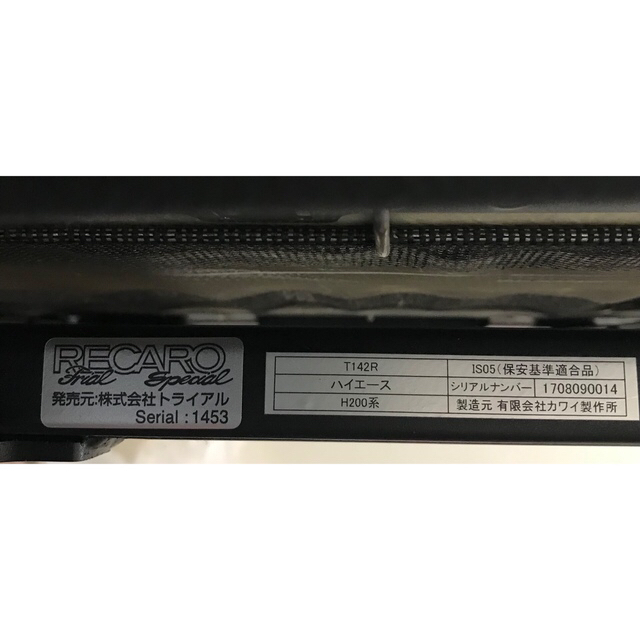 RECARO
Trial Special
発売元:株式会社トライアル
Serial : 1453
T142R IS05(保安基準適合品)
ハイエース シリアルナンバー 1708090014
H200系 製造元 有限会社カワイ製作所